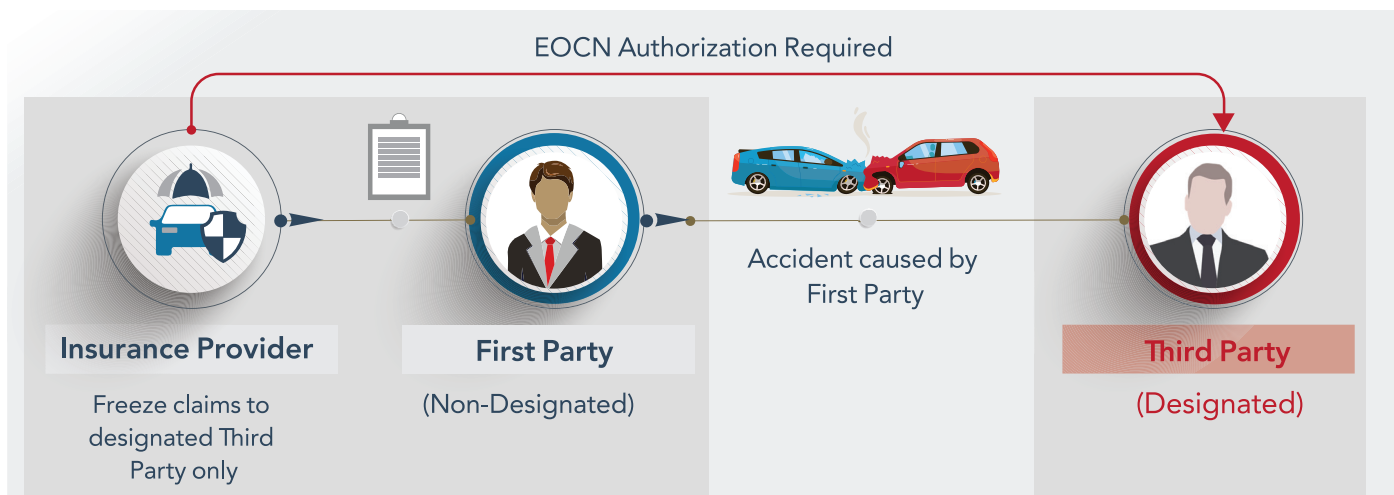 EOCN Authorization Required
Accident caused by
First Party
Insurance Provider
First Party
Third Party
Freeze claims to
designated Third
Party only
(Non-Designated)
(Designated)